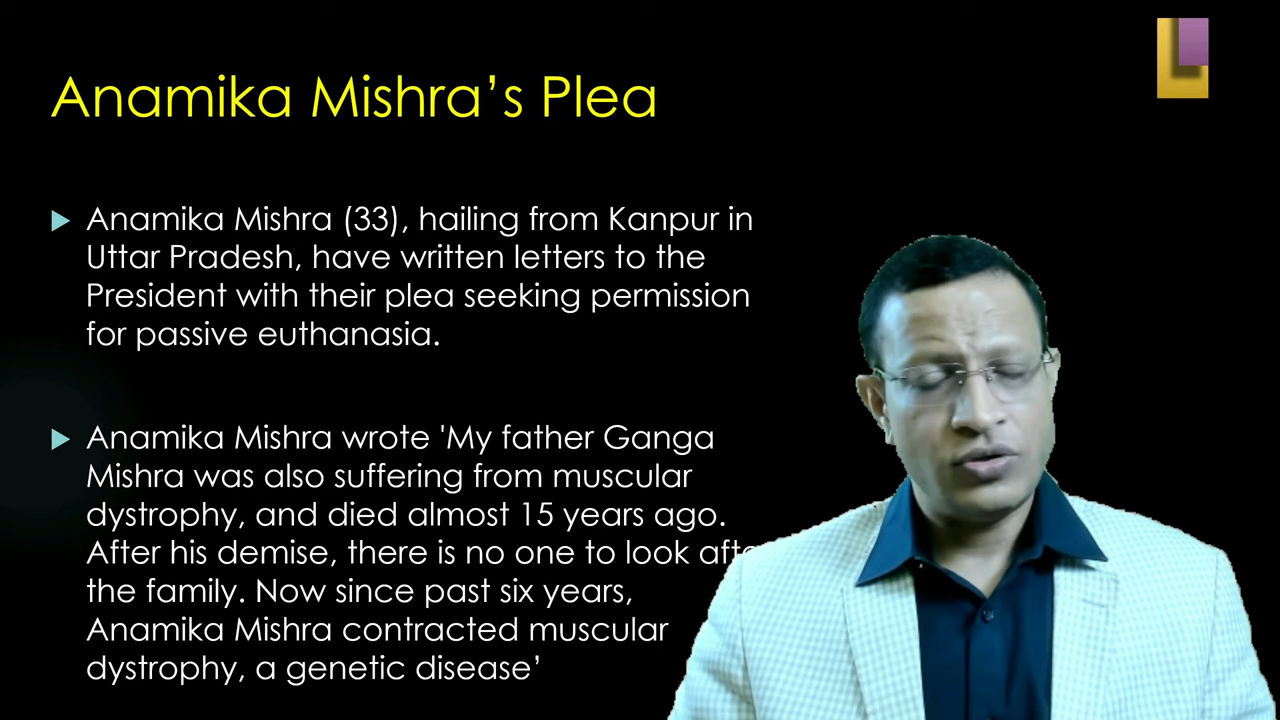 Anamika Mishra’s Plea
Anamika Mishra (33), hailing from Kanpur in
Uttar Pradesh, have written letters to the
President with their plea seeking permission
for passive euthanasia.
Anamika Mishra wrote 'My father Ganga
Mishra was also suffering from muscular
dystrophy, and died almost 15 years ago.
After his demise, there is no one to look
the family. Now since past six years,
Anamika Mishra contracted muscular
dystrophy, a genetic disease’